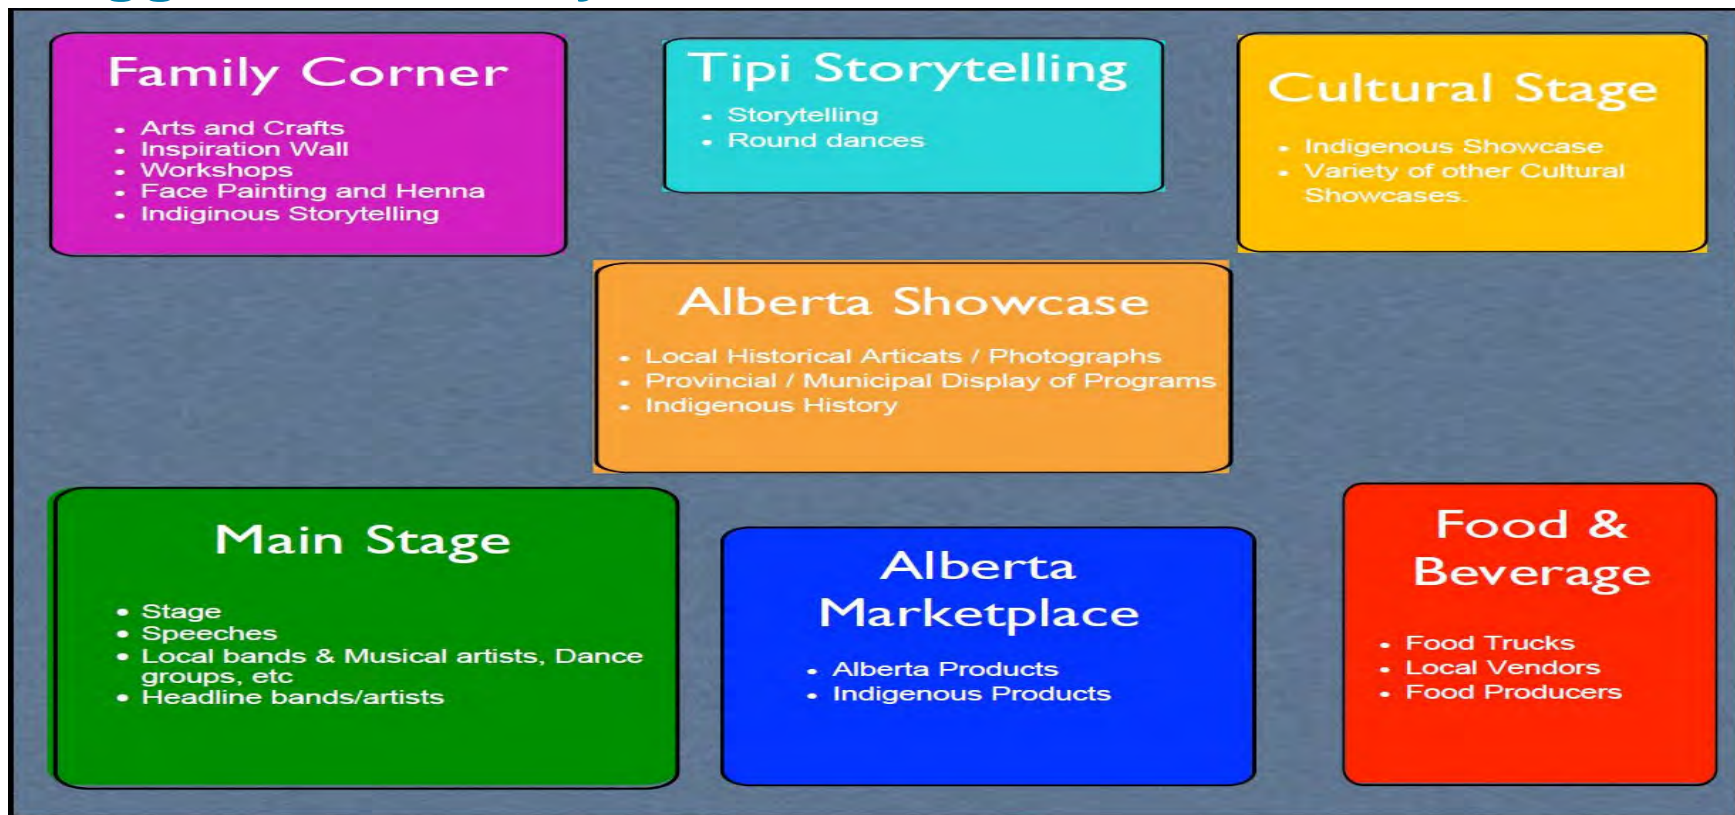 Family Corner
• Arts and Crafts
• Inspiration Wall
• Workshops
• Face Painting and Henna
• Indiginous Storytelling
Tipi Storytelling
• Storytelling
• Round dances
Cultural Stage
• Indigenous Showcase
• Variety of other Cultural
Showcases.
Alberta Showcase
• Local Historical Articats / Photographs
• Provincial / Municipal Display of Programs
• Indigenous History
Main Stage
• Stage
• Speeches
• Local bands & Musical artists, Dance
groups, etc
• Headline bands/artists
Alberta
Marketplace
• Alberta Products
• Indigenous Products
Food &
Beverage
• Food Trucks
• Local Vendors
• Food Producers